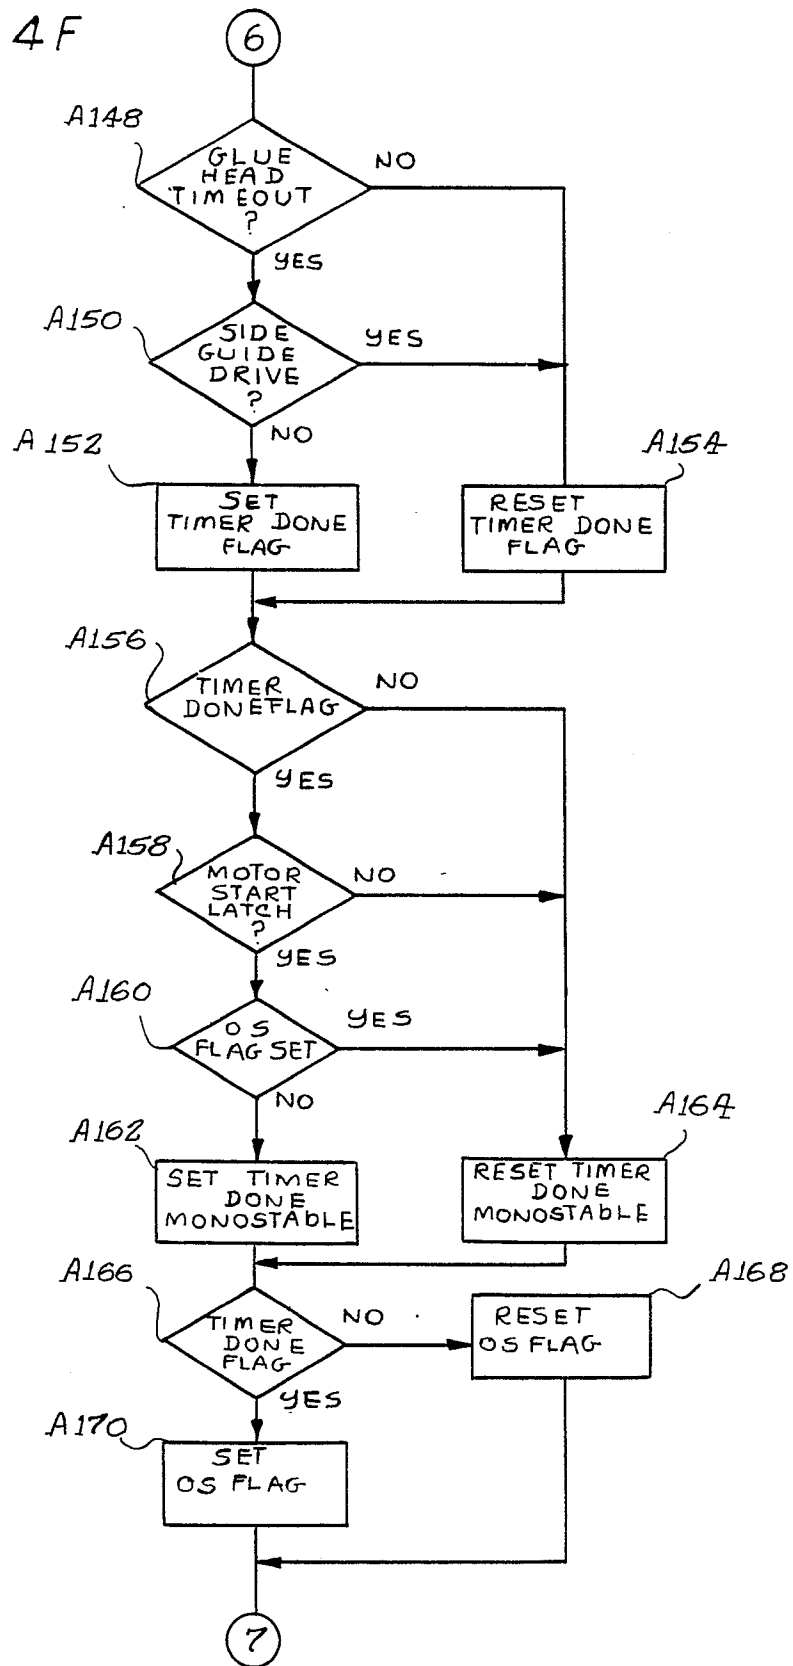 4F
6
A148
GLUE
HEAD
TIMEOUT
?
NO
YES
A150
SIDE
GUIDE
DRIVE
?
YES
NO
A152
SET
TIMER DONE
FLAG
A154
RESET
TIMER DONE
FLAG
A156
TIMER
DONEFLAG
NO
YES
A158
MOTOR
START
LATCH
?
NO
YES
A160
OS
FLAG SET
YES
NO
A162
SET TIMER
DONE
MONOSTABLE
A164
RESET TIMER
DONE
MONOSTABLE
A166
TIMER
DONE
FLAG
NO
YES
A168
RESET
OS FLAG
A170
SET
OS FLAG
7